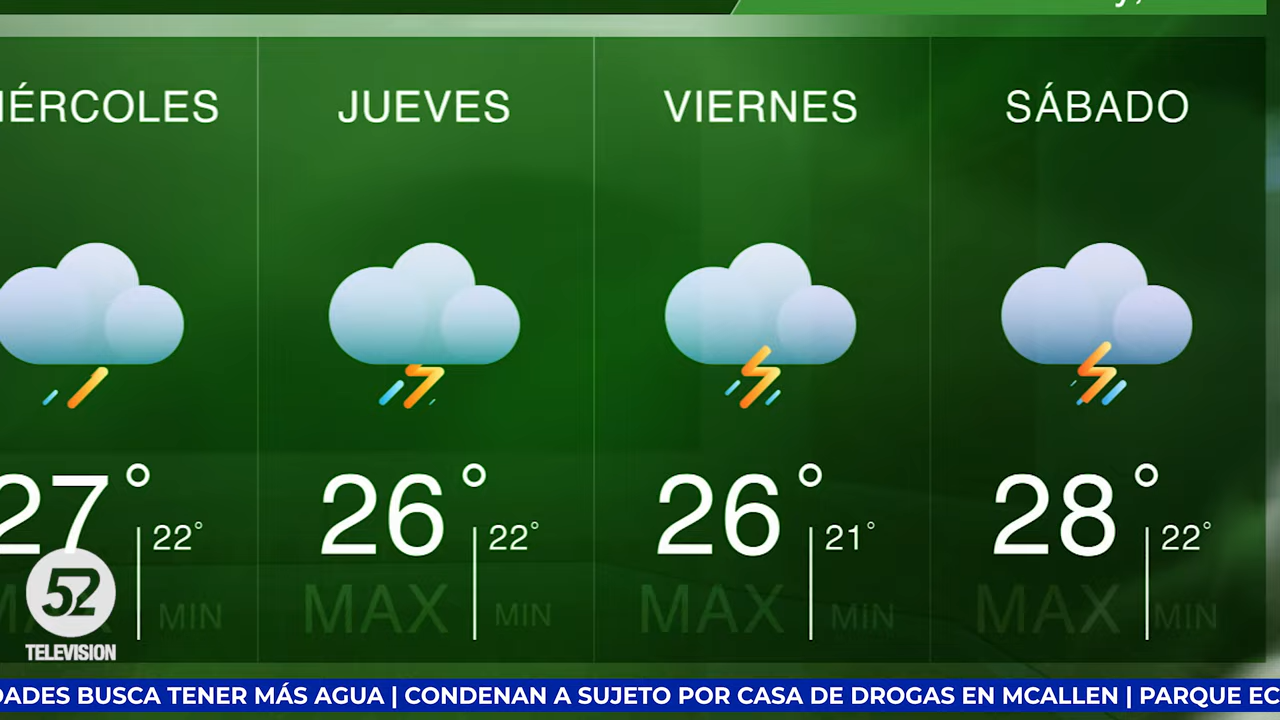 IÉRCOLES JUEVES VIERNES SÁBADO
27° 22° 26° 22° 26° 21° 28° 22°
MIN MAX MIN MAX MIN MAX MIN
52
TELEVISION
DADES BUSCA TENER MÁS AGUA | CONDENAN A SUJETO POR CASA DE DROGAS EN MCALLEN | PARQUE EC